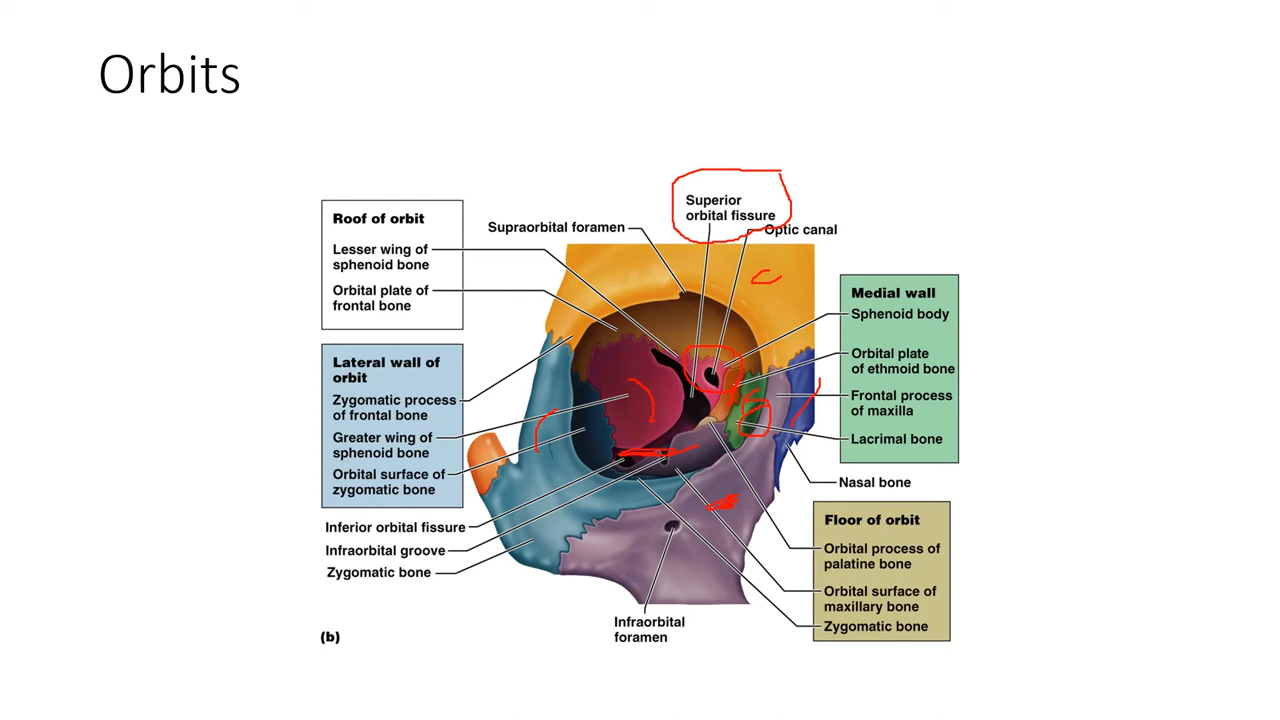 Orbits
Superior
orbital fissure
Supraorbital foramen
Optic canal
Roof of orbit
Lesser wing of
sphenoid bone
Orbital plate of
frontal bone
Lateral wall of
orbit
Zygomatic process
of frontal bone
Greater wing of
sphenoid bone
Orbital surface of
zygomatic bone
Inferior orbital fissure
Infraorbital groove
Zygomatic bone
Medial wall
Sphenoid body
Orbital plate
of ethmoid bone
Frontal process
of maxilla
Lacrimal bone
Nasal bone
Floor of orbit
Orbital process of
palatine bone
Orbital surface of
maxillary bone
Zygomatic bone
Infraorbital
foramen
(b)